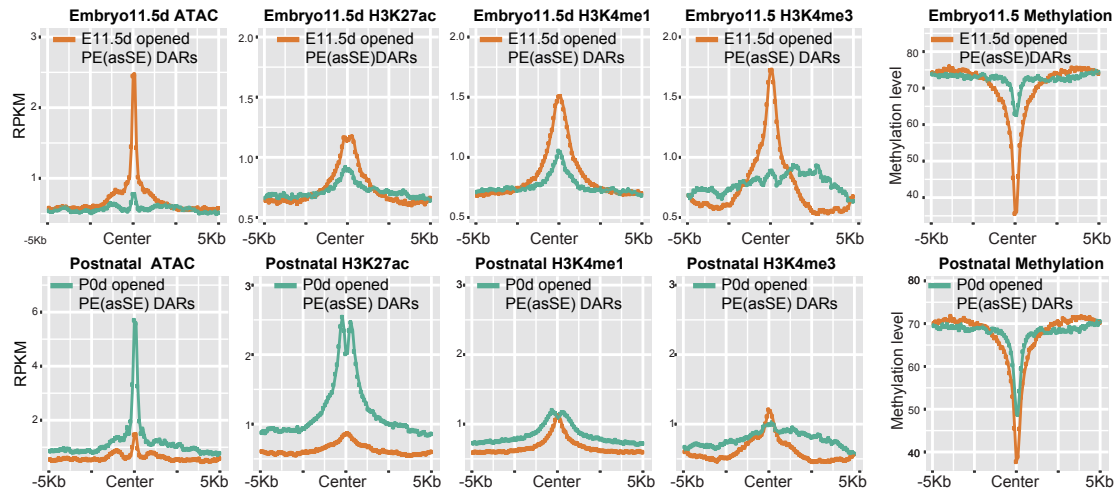 Embryo11.5d ATAC
Embryo11.5d H3K27ac
Embryo11.5d H3K4me1
Embryo11.5 H3K4me3
Embryo11.5 Methylation
E11.5d opened
PE(asSE) DARs
E11.5d opened
PE(asSE)DARs
E11.5d opened
PE(asSE) DARs
E11.5d opened
PE(asSE) DARs
E11.5d opened
PE(asSE) DARs
RPKM
3
2
1
2.0
1.5
1.0
0.5
2.0
1.5
1.0
0.5
2.0
1.5
1.0
0.5
Methylation level
80
70
60
50
40
-5Kb Center 5Kb
-5Kb Center 5Kb
-5Kb Center 5Kb
-5Kb Center 5Kb
-5Kb Center 5Kb
Postnatal ATAC
Postnatal H3K27ac
Postnatal H3K4me1
Postnatal H3K4me3
Postnatal Methylation
P0d opened
PE(asSE) DARs
P0d opened
PE(asSE) DARs
P0d opened
PE(asSE) DARs
P0d opened
PE(asSE) DARs
P0d opened
PE(asSE) DARs
RPKM
6
4
2
3
2
1
3
2
1
3
2
1
Methylation level
80
70
60
50
40
-5Kb Center 5Kb
-5Kb Center 5Kb
-5Kb Center 5Kb
-5Kb Center 5Kb
-5Kb Center 5Kb